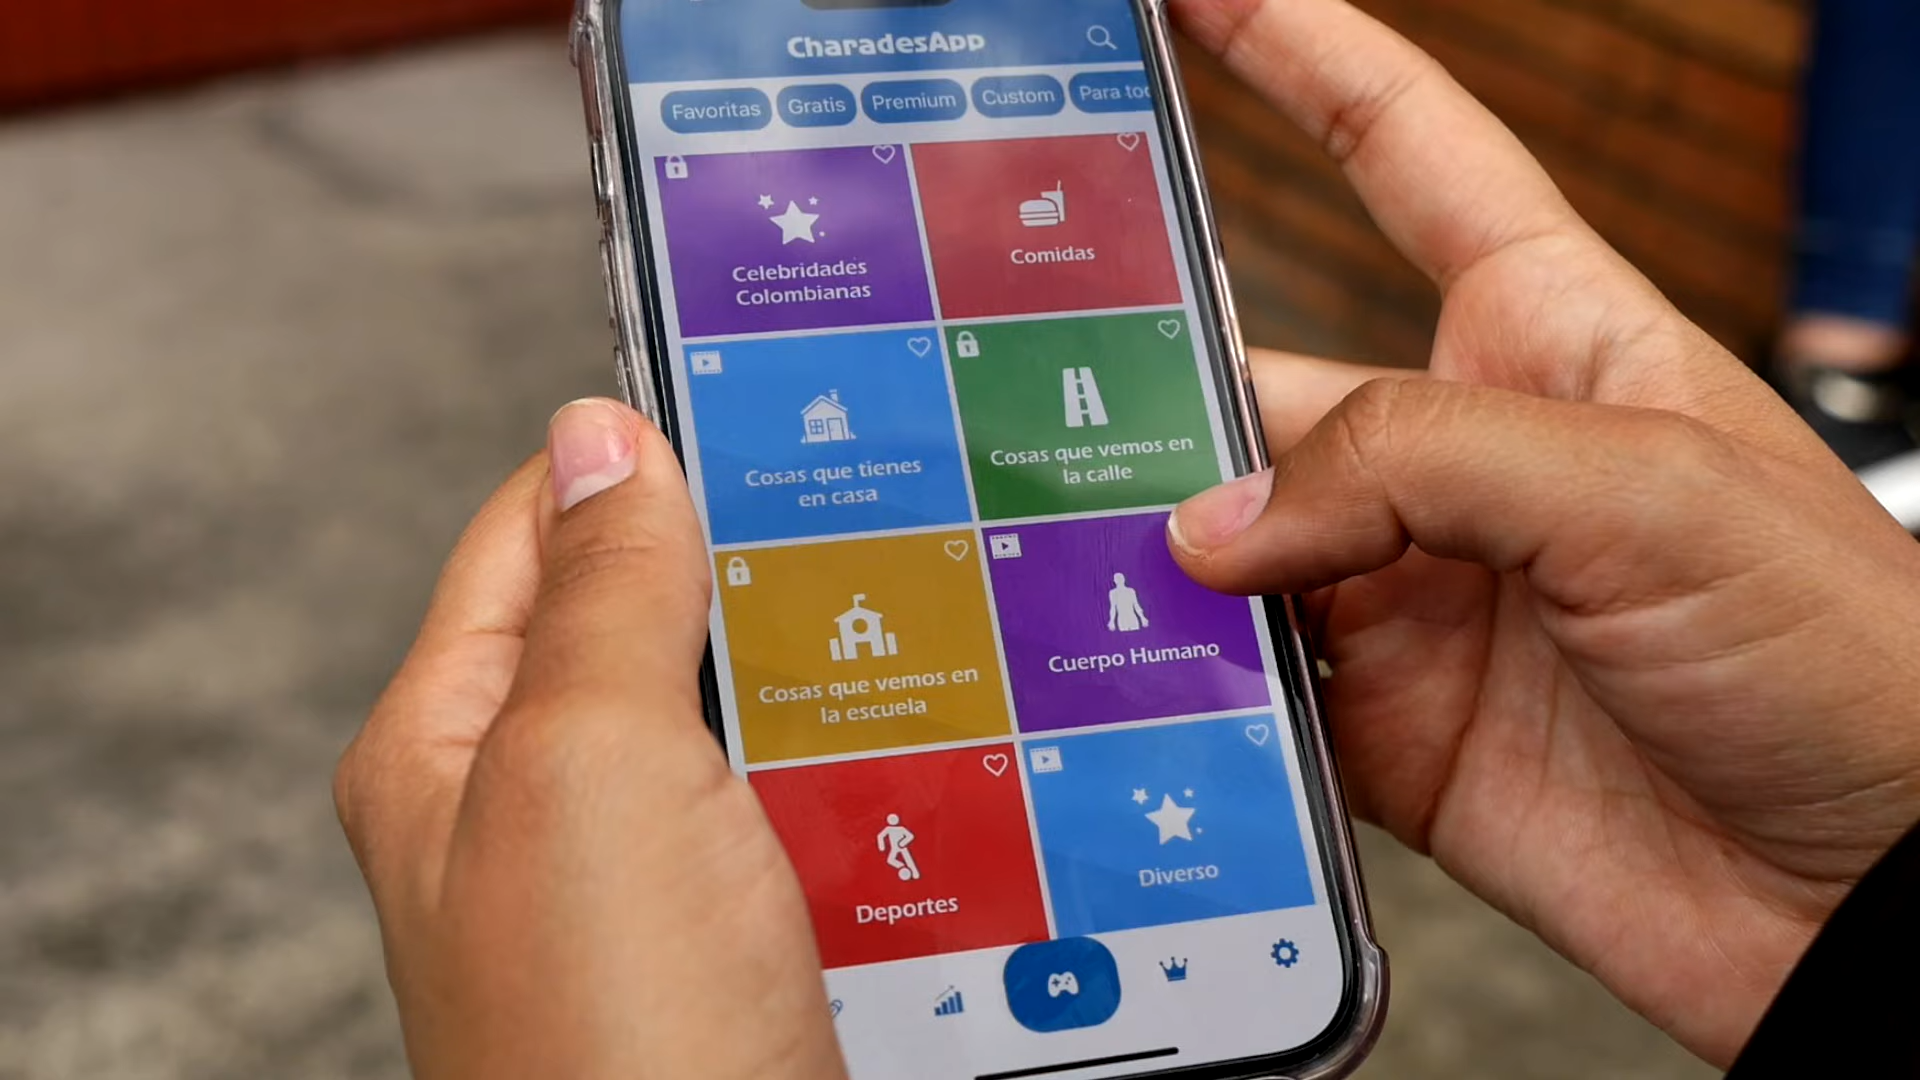 CharadesApp
Favoritas Gratis Premium Custom Para
Celebridades
Colombianas
Comidas
Cosas que tienes
en casa
Cosas que vemos en
la calle
Cosas que vemos en
la escuela
Cuerpo Humano
Deportes
Diverso